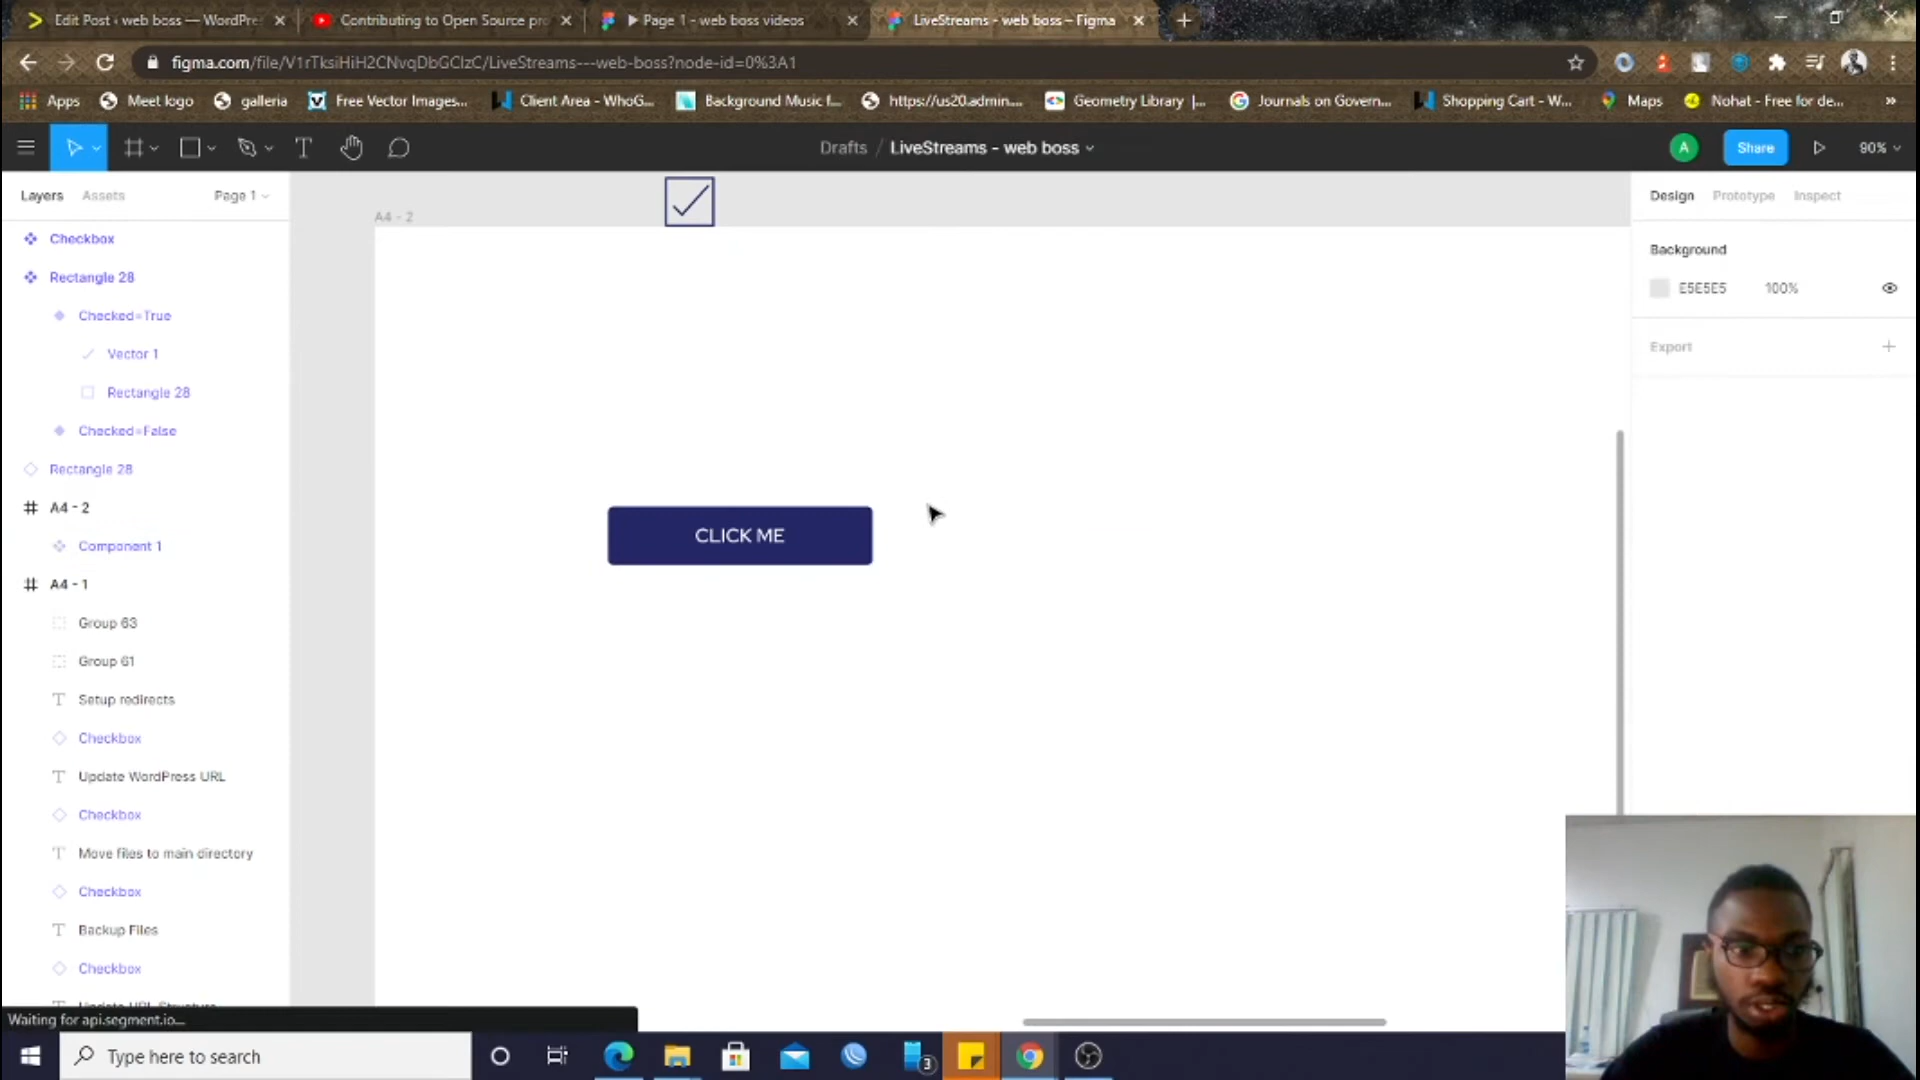 Edit Post ‹ web boss — WordPre
Contributing to Open Source pro
Page 1 - web boss videos
LiveStreams - web boss – Figma
figma.com/file/V1rTksiHiH2CNvqDbGCIzC/LiveStreams---web-boss?node-id=0%3A1
Apps
Meet logo
galleria
Free Vector Images...
Client Area - WhoG...
Background Music f...
https://us20.admin....
Geometry Library |...
Journals on Govern...
Shopping Cart - W...
Maps
Nohat - Free for de...
»
Drafts / LiveStreams - web boss
A
Share
90%
Layers
Assets
Page 1
Design
Prototype
Inspect
A4 - 2
Checkbox
Rectangle 28
Checked=True
Vector 1
Rectangle 28
Checked=False
Rectangle 28
A4 - 2
Component 1
A4 - 1
Group 63
Group 61
Setup redirects
Checkbox
Update WordPress URL
Checkbox
Move files to main directory
Checkbox
Backup Files
Checkbox
Update URL Structure
CLICK ME
Background
E5E5E5
100%
Export
Waiting for api.segment.io...
Type here to search
3